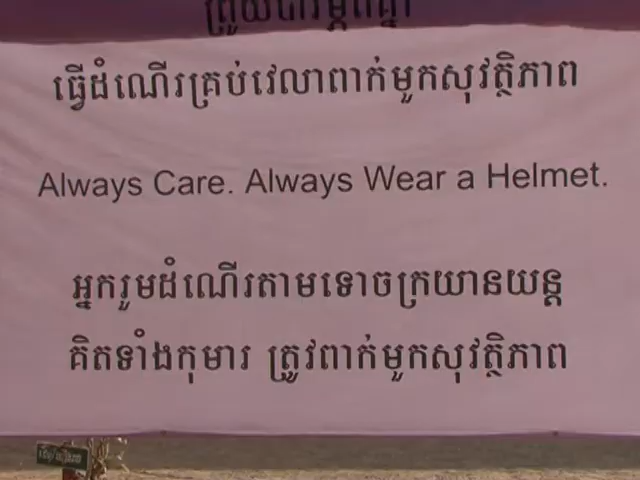 ធ្វើដំណើរគ្រប់វេលាពាក់មួកសុវត្ថិភាព
Always Care. Always Wear a Helmet.
អ្នករួមដំណើរតាមទោចក្រយានយន្ត
គិតទាំងកុមារ ត្រូវពាក់មួកសុវត្ថិភាព